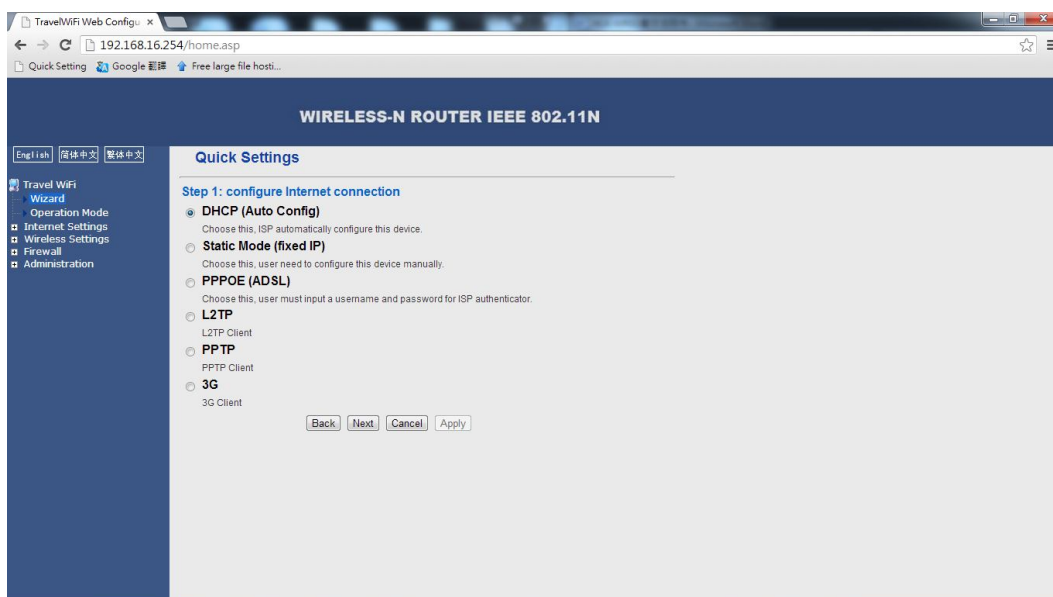 TravelWiFi Web Configu
192.168.16.254/home.asp
Quick Setting Google 翻譯 Free large file hosti...
WIRELESS-N ROUTER IEEE 802.11N
English 简体中文 繁体中文
Quick Settings
Travel WiFi
Wizard
Operation Mode
Internet Settings
Wireless Settings
Firewall
Administration
Step 1: configure Internet connection
DHCP (Auto Config)
Choose this, ISP automatically configure this device.
Static Mode (fixed IP)
Choose this, user need to configure this device manually.
PPPOE (ADSL)
Choose this, user must input a username and password for ISP authenticator.
L2TP
L2TP Client
PPTP
PPTP Client
3G
3G Client
Back Next Cancel Apply